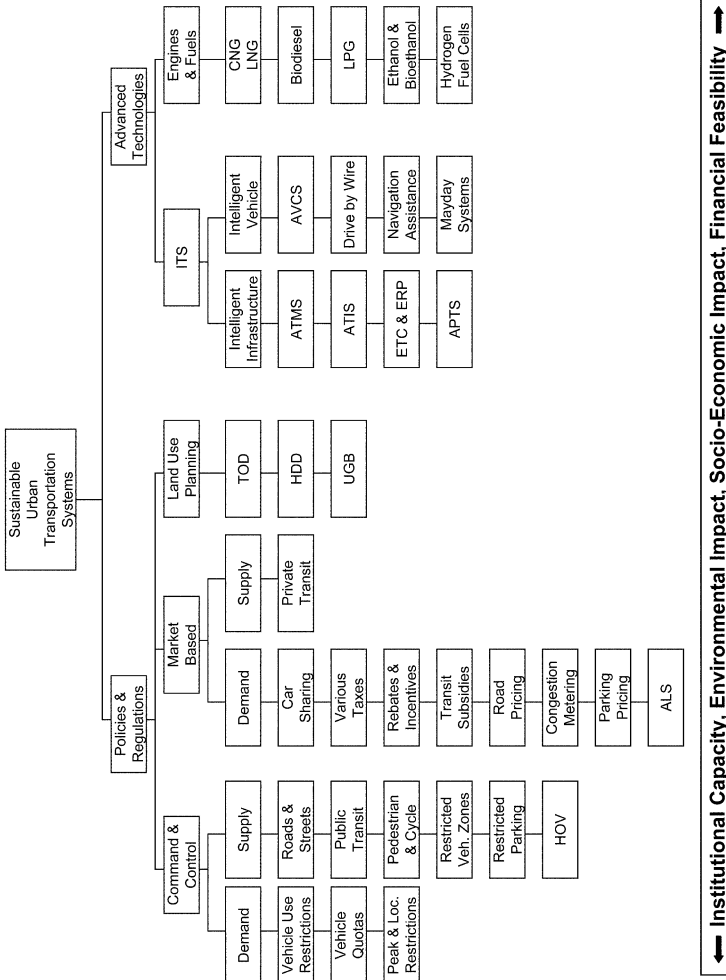 Sustainable
Urban
Transportation
Systems
Policies &
Regulations
Advanced
Technologies
Command &
Control
Market
Based
Land Use
Planning
ITS
Engines
& Fuels
Demand
Vehicle Use
Restrictions
Vehicle
Quotas
Peak & Loc.
Restrictions
Supply
Roads &
Streets
Public
Transit
Pedestrian
& Cycle
Restricted
Veh. Zones
Restricted
Parking
HOV
Demand
Car
Sharing
Various
Taxes
Rebates &
Incentives
Transit
Subsidies
Road
Pricing
Congestion
Metering
Parking
Pricing
ALS
Supply
Private
Transit
TOD
HDD
UGB
Intelligent
Infrastructure
ATMS
ATIS
ETC & ERP
APTS
Intelligent
Vehicle
AVCS
Drive by Wire
Navigation
Assistance
Mayday
Systems
CNG
LNG
Biodiesel
LPG
Ethanol &
Bioethanol
Hydrogen
Fuel Cells
Institutional Capacity, Environmental Impact, Socio-Economic Impact, Financial Feasibility